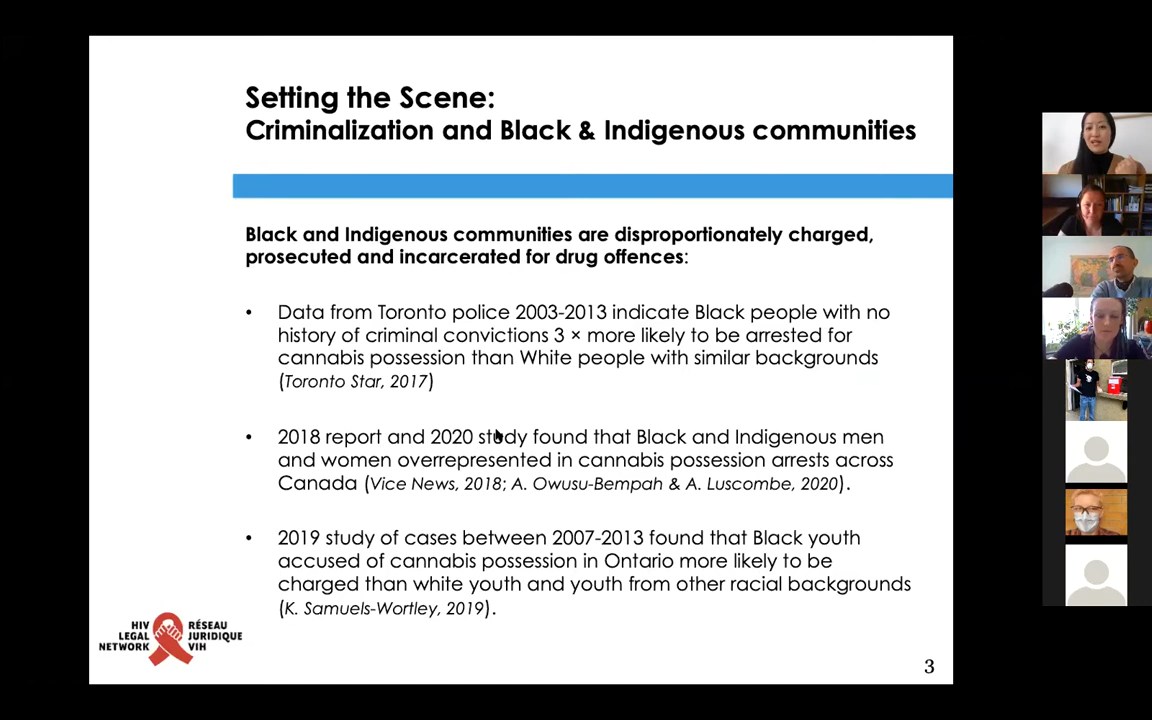 Setting the Scene:
Criminalization and Black & Indigenous communities
Black and Indigenous communities are disproportionately charged,
prosecuted and incarcerated for drug offences:
• Data from Toronto police 2003-2013 indicate Black people with no
history of criminal convictions 3 × more likely to be arrested for
cannabis possession than White people with similar backgrounds
(Toronto Star, 2017)
• 2018 report and 2020 study found that Black and Indigenous men
and women overrepresented in cannabis possession arrests across
Canada (Vice News, 2018; A. Owusu-Bempah & A. Luscombe, 2020).
• 2019 study of cases between 2007-2013 found that Black youth
accused of cannabis possession in Ontario more likely to be
charged than white youth and youth from other racial backgrounds
(K. Samuels-Wortley, 2019).
HIV
LEGAL
NETWORK
RÉSEAU
JURIDIQUE
VIH
3